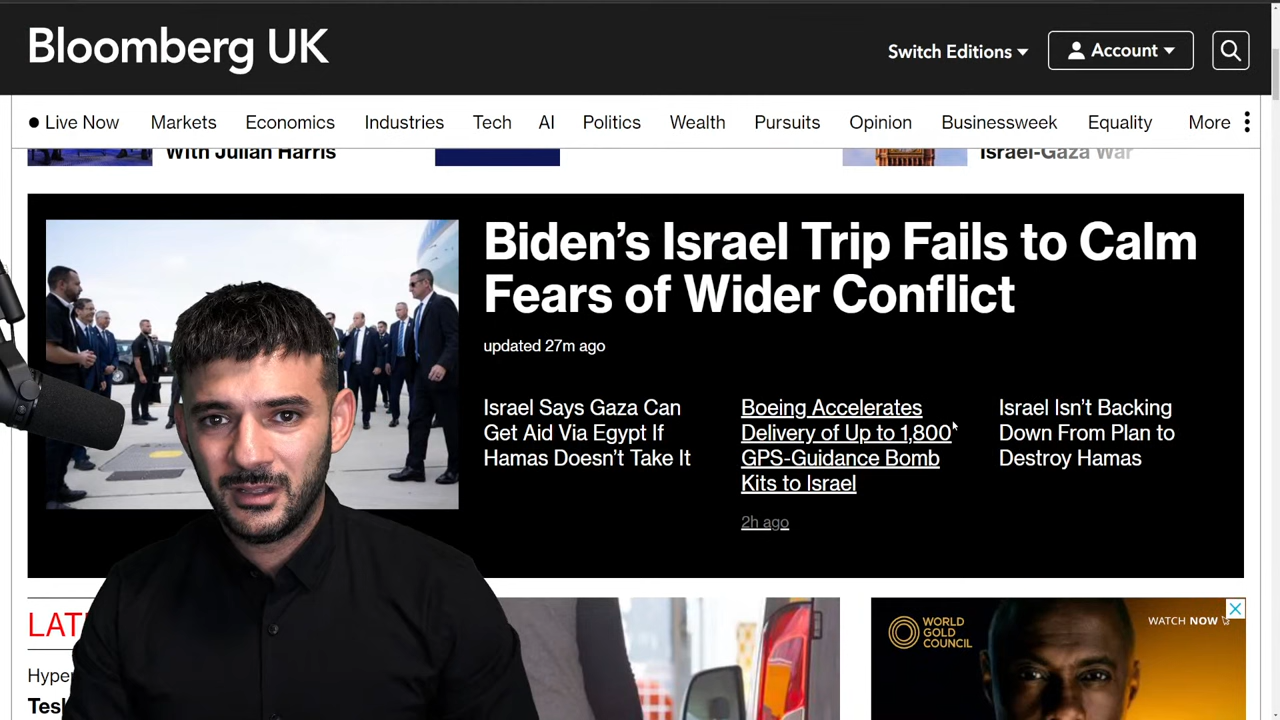 Bloomberg UK
Switch Editions
Account
Live Now
Markets
Economics
Industries
Tech
AI
Politics
Wealth
Pursuits
Opinion
Businessweek
Equality
More
With Julian Harris
Israel-Gaza War
Biden's Israel Trip Fails to Calm
Fears of Wider Conflict
updated 27m ago
Israel Says Gaza Can
Get Aid Via Egypt If
Hamas Doesn't Take It
Boeing Accelerates
Delivery of Up to 1,800
GPS-Guidance Bomb
Kits to Israel
2h ago
Israel Isn't Backing
Down From Plan to
Destroy Hamas
LAT
Hyper
Tesl
WORLD
GOLD
COUNCIL
WATCH NOW